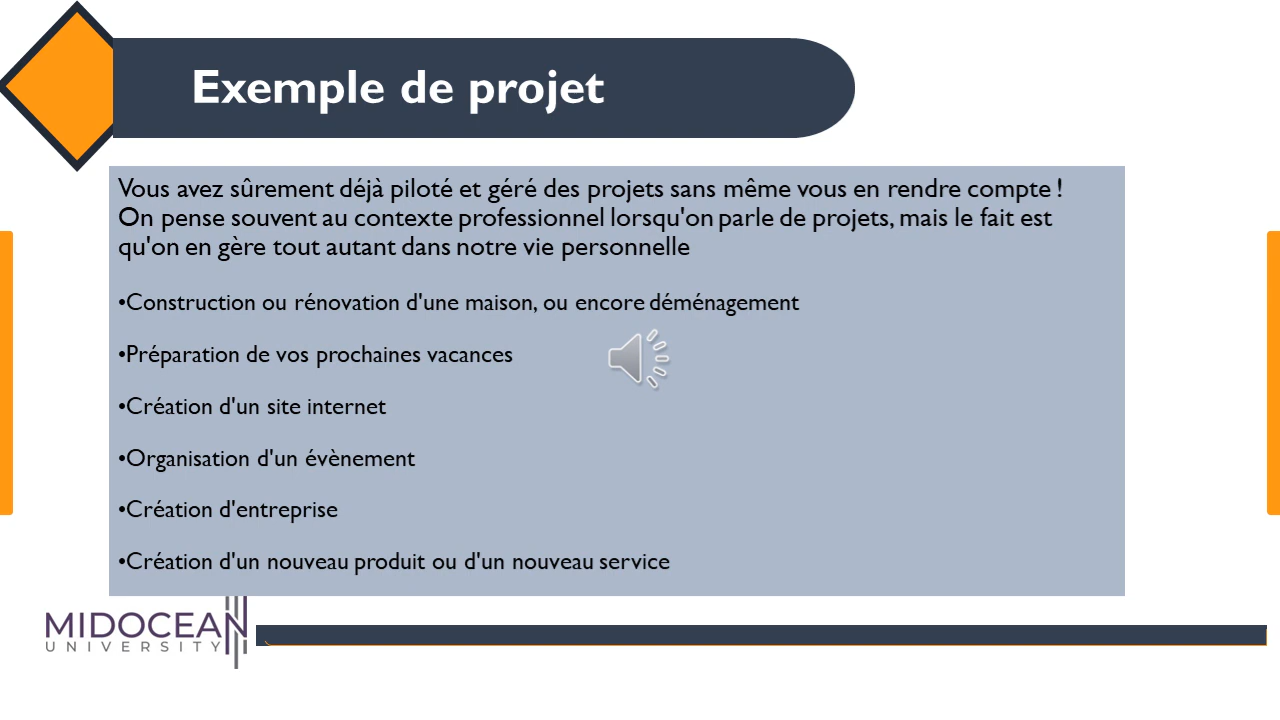 Exemple de projet
Vous avez sûrement déjà piloté et géré des projets sans même vous en rendre compte !
On pense souvent au contexte professionnel lorsqu'on parle de projets, mais le fait est
qu'on en gère tout autant dans notre vie personnelle
•Construction ou rénovation d'une maison, ou encore déménagement
•Préparation de vos prochaines vacances
•Création d'un site internet
•Organisation d'un évènement
•Création d'entreprise
•Création d'un nouveau produit ou d'un nouveau service
MIDOCEAN
UNIVERSITY